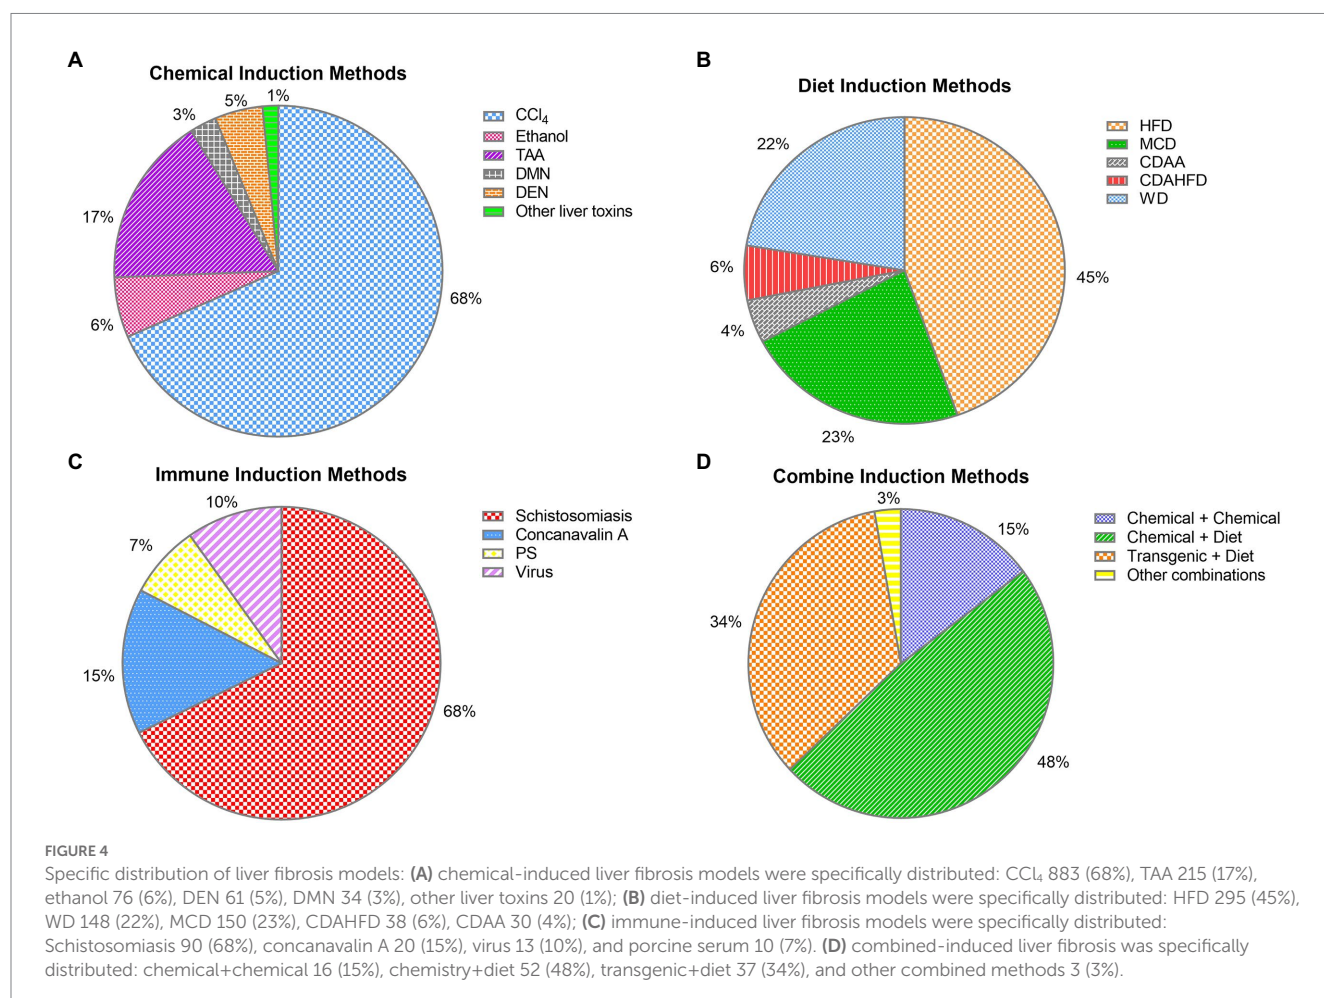 A
Chemical Induction Methods
1%
5%
3%
17%
6%
68%
CCl4
Ethanol
TAA
DMN
DEN
Other liver toxins
B
Diet Induction Methods
22%
6%
4%
23%
45%
HFD
MCD
CDAA
CDAHFD
WD
C
Immune Induction Methods
10%
7%
15%
68%
Schistosomiasis
Concanavalin A
PS
Virus
D
Combine Induction Methods
3%
15%
34%
48%
Chemical + Chemical
Chemical + Diet
Transgenic + Diet
Other combinations
FIGURE 4
Specific distribution of liver fibrosis models: (A) chemical-induced liver fibrosis models were specifically distributed: CCL4 883 (68%), TAA 215 (17%),
ethanol 76 (6%), DEN 61 (5%), DMN 34 (3%), other liver toxins 20 (1%); (B) diet-induced liver fibrosis models were specifically distributed: HFD 295 (45%),
WD 148 (22%), MCD 150 (23%), CDAHFD 38 (6%), CDAA 30 (4%); (C) immune-induced liver fibrosis models were specifically distributed:
Schistosomiasis 90 (68%), concanavalin A 20 (15%), virus 13 (10%), and porcine serum 10 (7%). (D) combined-induced liver fibrosis was specifically
distributed: chemical+chemical 16 (15%), chemistry+diet 52 (48%), transgenic+diet 37 (34%), and other combined methods 3 (3%).